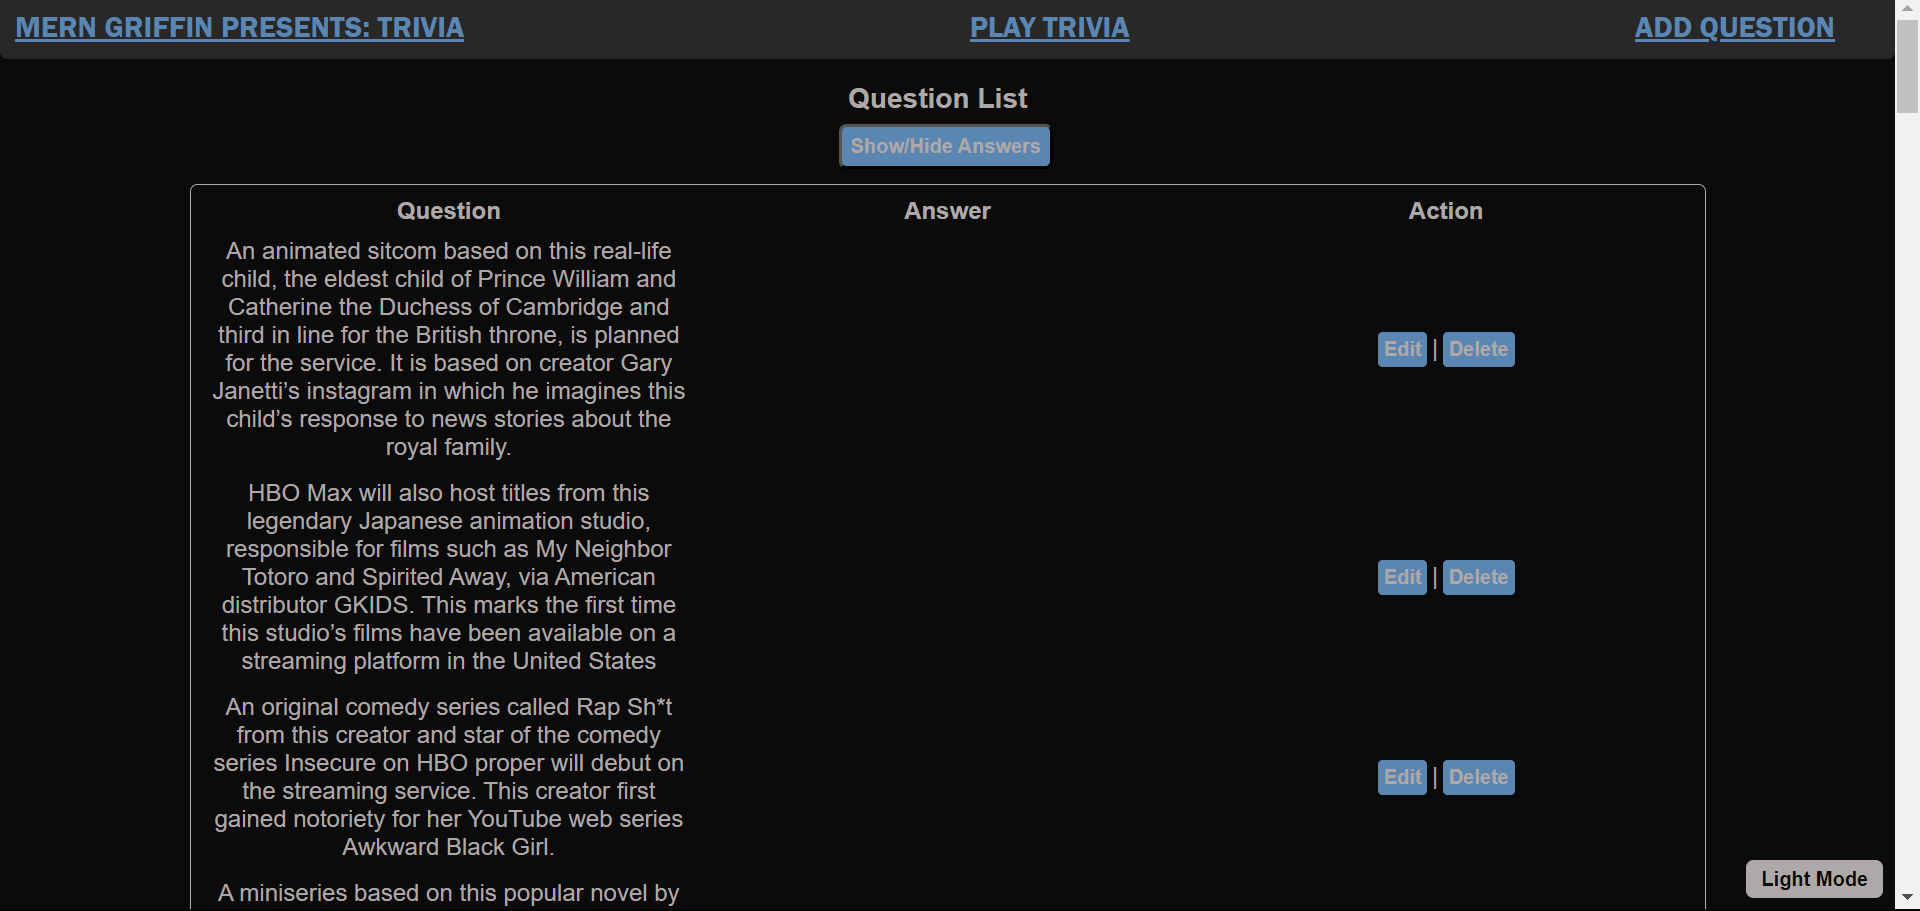 MERN GRIFFIN PRESENTS: TRIVIA PLAY TRIVIA ADD QUESTION
Question List
Show/Hide Answers
Question Answer Action
An animated sitcom based on this real-life
child, the eldest child of Prince William and
Catherine the Duchess of Cambridge and
third in line for the British throne, is planned
for the service. It is based on creator Gary
Janetti’s instagram in which he imagines this
child’s response to news stories about the
royal family.
Edit | Delete
HBO Max will also host titles from this
legendary Japanese animation studio,
responsible for films such as My Neighbor
Totoro and Spirited Away, via American
distributor GKIDS. This marks the first time
this studio’s films have been available on a
streaming platform in the United States
Edit | Delete
An original comedy series called Rap Sh*t
from this creator and star of the comedy
series Insecure on HBO proper will debut on
the streaming service. This creator first
gained notoriety for her YouTube web series
Awkward Black Girl.
Edit | Delete
A miniseries based on this popular novel by
Light Mode